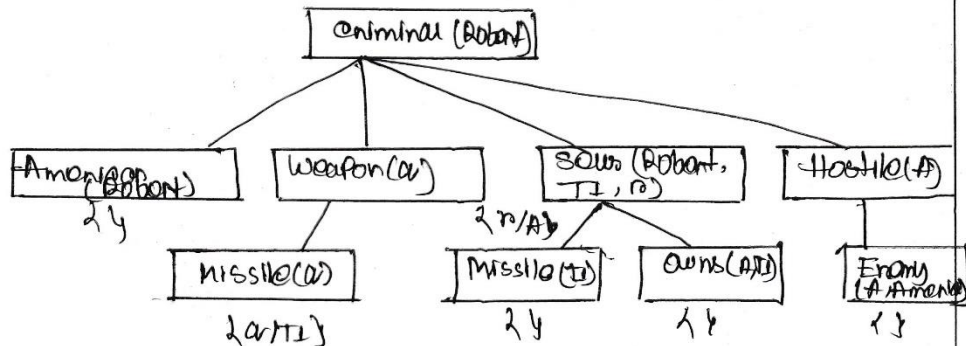 Criminal (Robert)
American
(Robert)
Weapon(q)
Sells (Robert,
T1, r)
Hostile(A)
{ }
{r/A}
Missile(q)
Missile(T1)
Owns(A,T1)
Enemy
(A, America)
{q/T1}
{ }
{ }
{ }